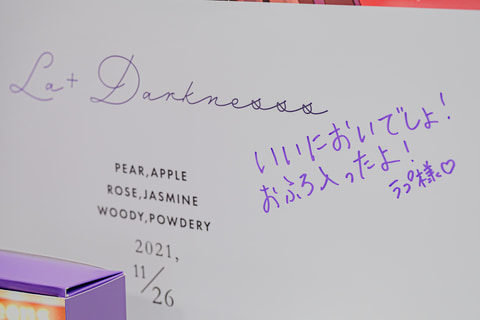 La+ Darknesss
PEAR,APPLE
ROSE,JASMINE
WOODY,POWDERY
2021,
11/26
いいにおいでしょ！
おふろ入ったよ！
ラプ様♡